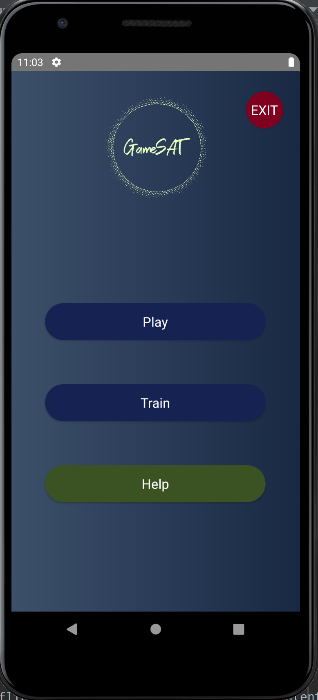 11:03
EXIT
GameSAT
Play
Train
Help